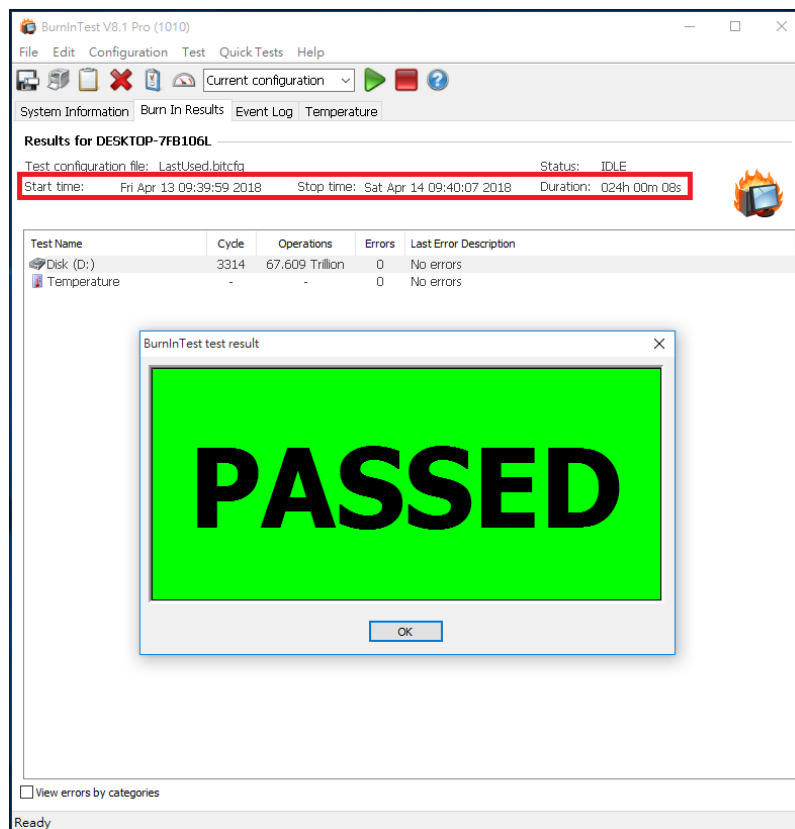 BurnInTest V8.1 Pro (1010)
File Edit Configuration Test Quick Tests Help
Current configuration
System Information Burn In Results Event Log Temperature
Results for DESKTOP-7FB106L
Test configuration file: LastUsed.bitcfg Status: IDLE
Start time: Fri Apr 13 09:39:59 2018 Stop time: Sat Apr 14 09:40:07 2018 Duration: 024h 00m 08s
Test Name Cycle Operations Errors Last Error Description
Disk (D:) 3314 67.609 Trillion 0 No errors
Temperature - - 0 No errors
BurnInTest test result
PASSED
OK
View errors by categories
Ready